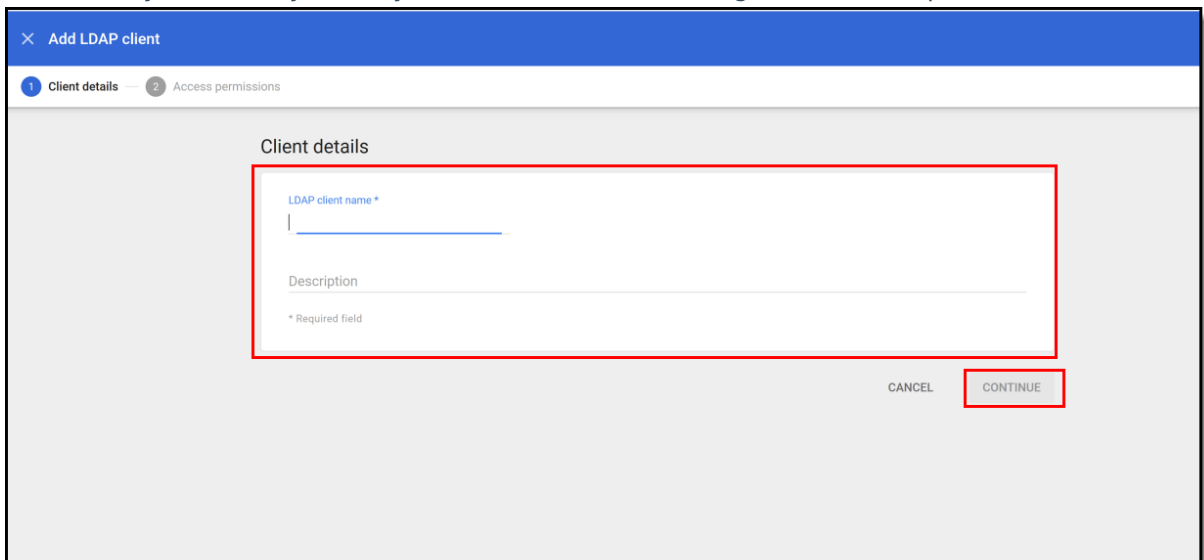 Add LDAP client
1 Client details 2 Access permissions
Client details
LDAP client name *
Description
* Required field
CANCEL CONTINUE